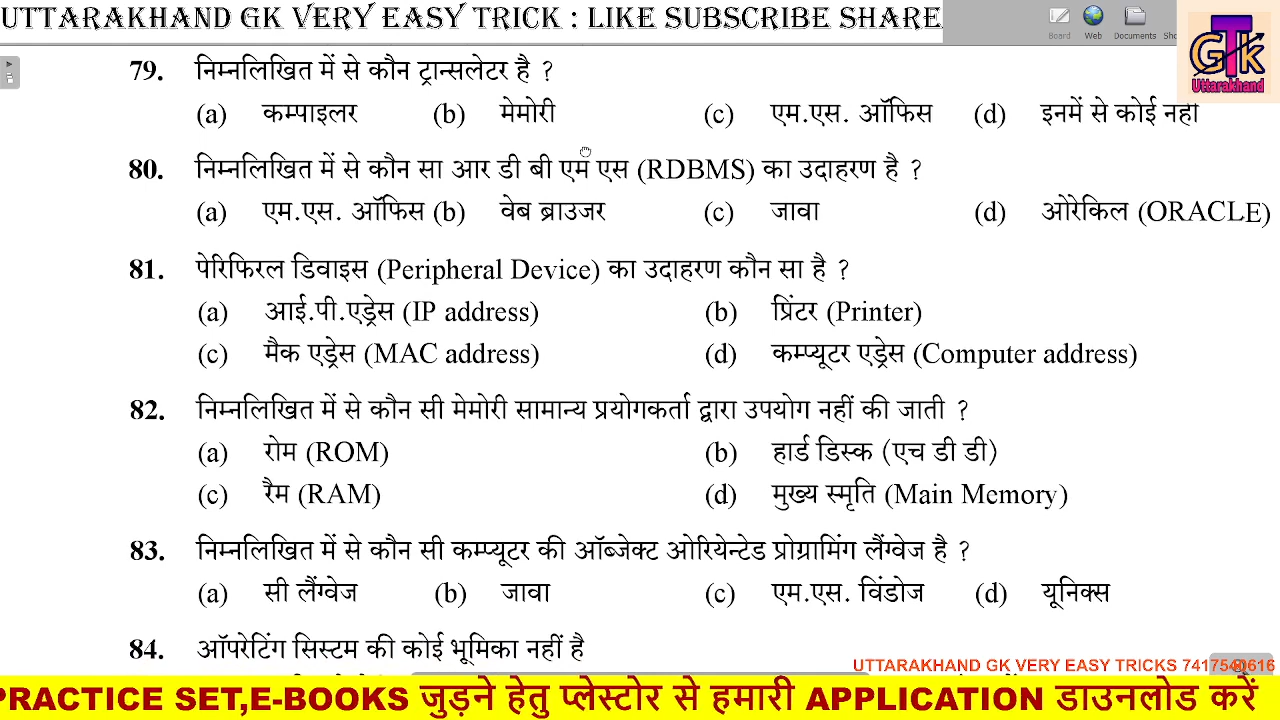 UTTARAKHAND GK VERY EASY TRICK : LIKE SUBSCRIBE SHARE
Board Web Documents
GTK
Uttarakhand
79. निम्नलिखित में से कौन ट्रान्सलेटर है ?
(a) कम्पाइलर (b) मेमोरी (c) एम.एस. ऑफिस (d) इनमें से कोई नहीं
80. निम्नलिखित में से कौन सा आर डी बी एम एस (RDBMS) का उदाहरण है ?
(a) एम.एस. ऑफिस (b) वेब ब्राउजर (c) जावा (d) ओरेकिल (ORACLE)
81. पेरिफिरल डिवाइस (Peripheral Device) का उदाहरण कौन सा है ?
(a) आई.पी.एड्रेस (IP address) (b) प्रिंटर (Printer)
(c) मैक एड्रेस (MAC address) (d) कम्प्यूटर एड्रेस (Computer address)
82. निम्नलिखित में से कौन सी मेमोरी सामान्य प्रयोगकर्ता द्वारा उपयोग नहीं की जाती ?
(a) रोम (ROM) (b) हार्ड डिस्क (एच डी डी)
(c) रैम (RAM) (d) मुख्य स्मृति (Main Memory)
83. निम्नलिखित में से कौन सी कम्प्यूटर की ऑब्जेक्ट ओरियेन्टेड प्रोग्रामिंग लैंग्वेज है ?
(a) सी लैंग्वेज (b) जावा (c) एम.एस. विंडोज (d) यूनिक्स
84. ऑपरेटिंग सिस्टम की कोई भूमिका नहीं है
UTTARAKHAND GK VERY EASY TRICKS 7417540616
PRACTICE SET,E-BOOKS जुड़ने हेतु प्लेस्टोर से हमारी APPLICATION डाउनलोड करें